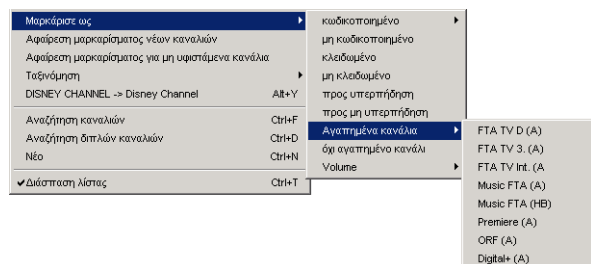 Μαρκάρισε ως
Αφαίρεση μαρκαρίσματος νέων καναλιών
Αφαίρεση μαρκαρίσματος για μη υφιστάμενα κανάλια
Ταξινόμηση
DISNEY CHANNEL -> Disney Channel Alt+Y
Αναζήτηση καναλιών Ctrl+F
Αναζήτηση διπλών καναλιών Ctrl+D
Νέο Ctrl+N
Διάσπαση λίστας Ctrl+T
κωδικοποιημένο
μη κωδικοποιημένο
κλειδωμένο
μη κλειδωμένο
προς υπερπήδηση
προς μη υπερπήδηση
Αγαπημένα κανάλια
όχι αγαπημένο κανάλι
Volume
FTA TV D (A)
FTA TV 3. (A)
FTA TV Int. (A
Music FTA (A)
Music FTA (HB)
Premiere (A)
ORF (A)
Digital+ (A)